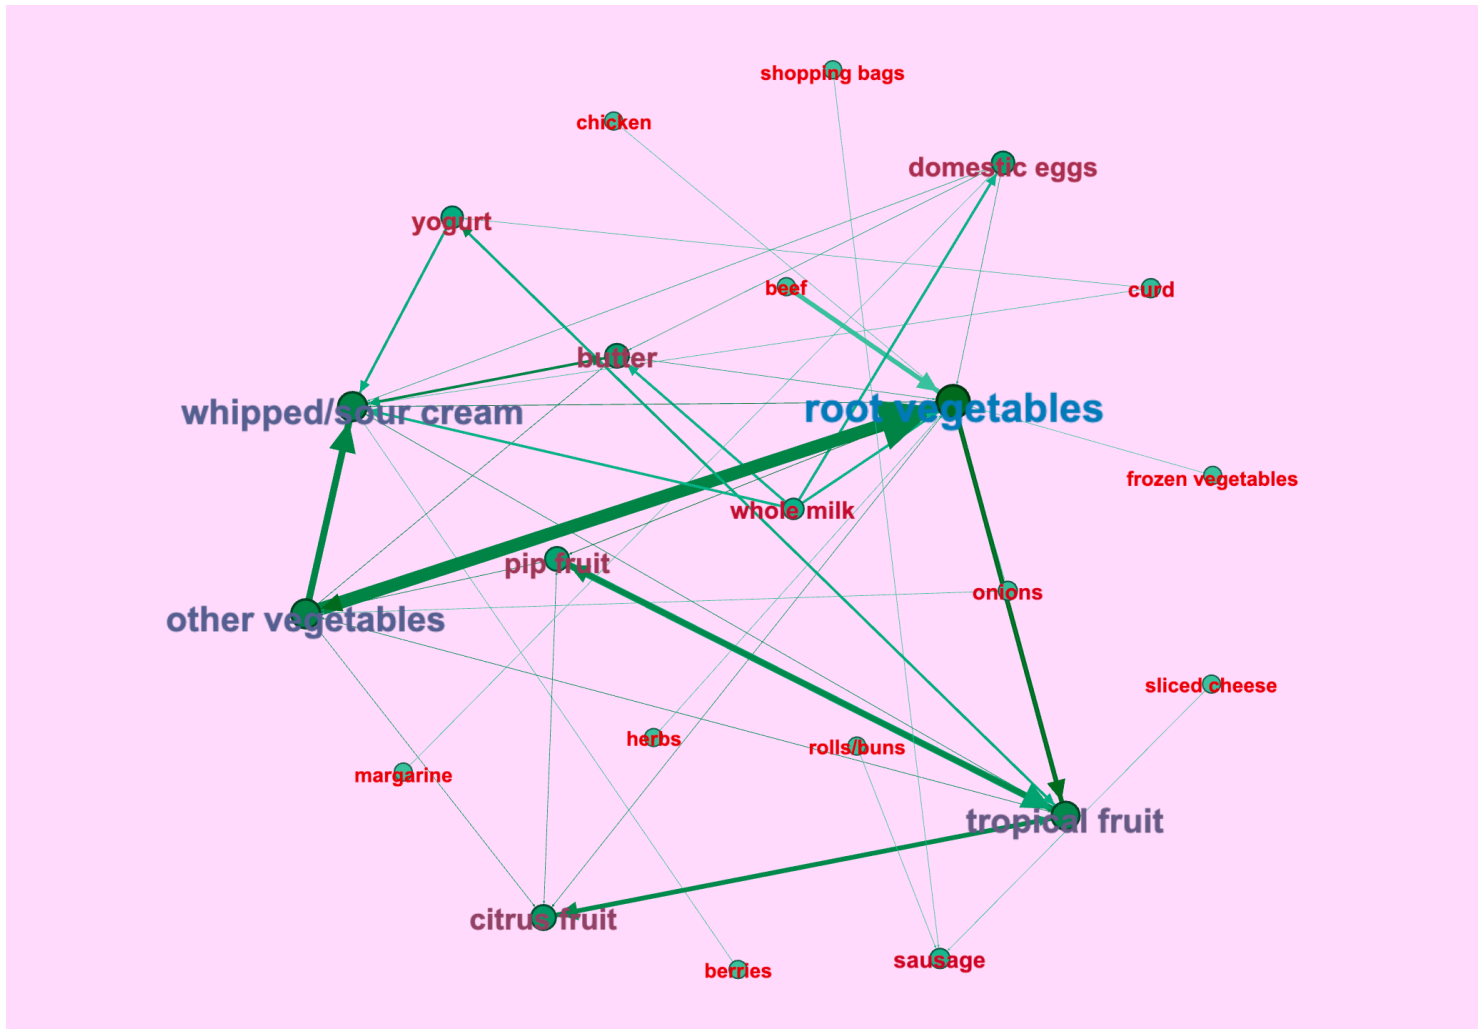 shopping bags
chicken
domestic eggs
yogurt
beef
curd
butter
whipped/sour cream
root vegetables
frozen vegetables
whole milk
pip fruit
onions
other vegetables
sliced cheese
herbs
rolls/buns
margarine
tropical fruit
citrus fruit
sausage
berries